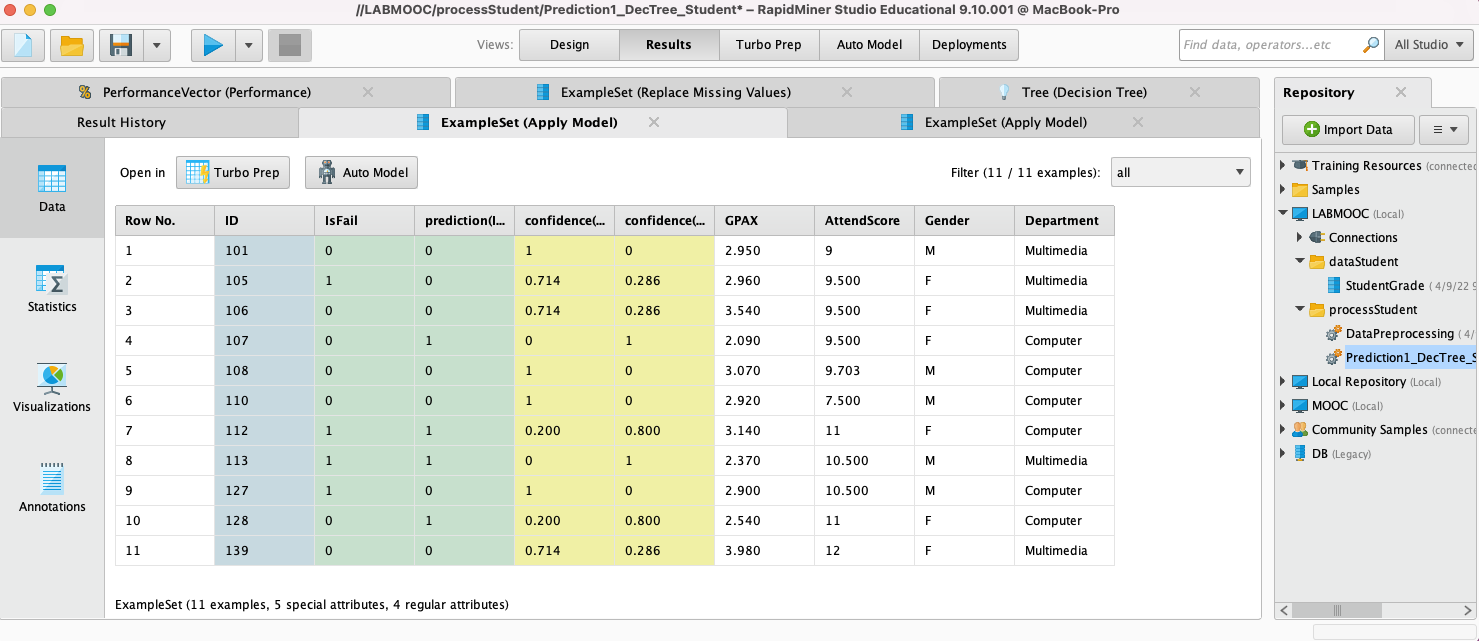 //LABMOOC/processStudent/Prediction1_DecTree_Student* – RapidMiner Studio Educational 9.10.001 @ MacBook-Pro
Views: Design Results Turbo Prep Auto Model Deployments Find data, operators...etc All Studio
PerformanceVector (Performance) ExampleSet (Replace Missing Values) Tree (Decision Tree)
Result History ExampleSet (Apply Model) ExampleSet (Apply Model)
Open in Turbo Prep Auto Model Filter (11 / 11 examples): all
Data
Statistics
Visualizations
Annotations
Row No. ID IsFail prediction(I... confidence(... confidence(... GPAX AttendScore Gender Department
1 101 0 0 1 0 2.950 9 M Multimedia
2 105 1 0 0.714 0.286 2.960 9.500 F Multimedia
3 106 0 0 0.714 0.286 3.540 9.500 F Multimedia
4 107 0 1 0 1 2.090 9.500 F Computer
5 108 0 0 1 0 3.070 9.703 M Computer
6 110 0 0 1 0 2.920 7.500 M Computer
7 112 1 1 0.200 0.800 3.140 11 F Computer
8 113 1 1 0 1 2.370 10.500 M Multimedia
9 127 1 0 1 0 2.900 10.500 M Computer
10 128 0 1 0.200 0.800 2.540 11 F Computer
11 139 0 0 0.714 0.286 3.980 12 F Multimedia
ExampleSet (11 examples, 5 special attributes, 4 regular attributes)
Repository
Import Data
Training Resources (connected
Samples
LABMOOC (Local)
Connections
dataStudent
StudentGrade ( 4/9/22 9
processStudent
DataPreprocessing ( 4/
Prediction1_DecTree_S
Local Repository (Local)
MOOC (Local)
Community Samples (connecte
DB (Legacy)